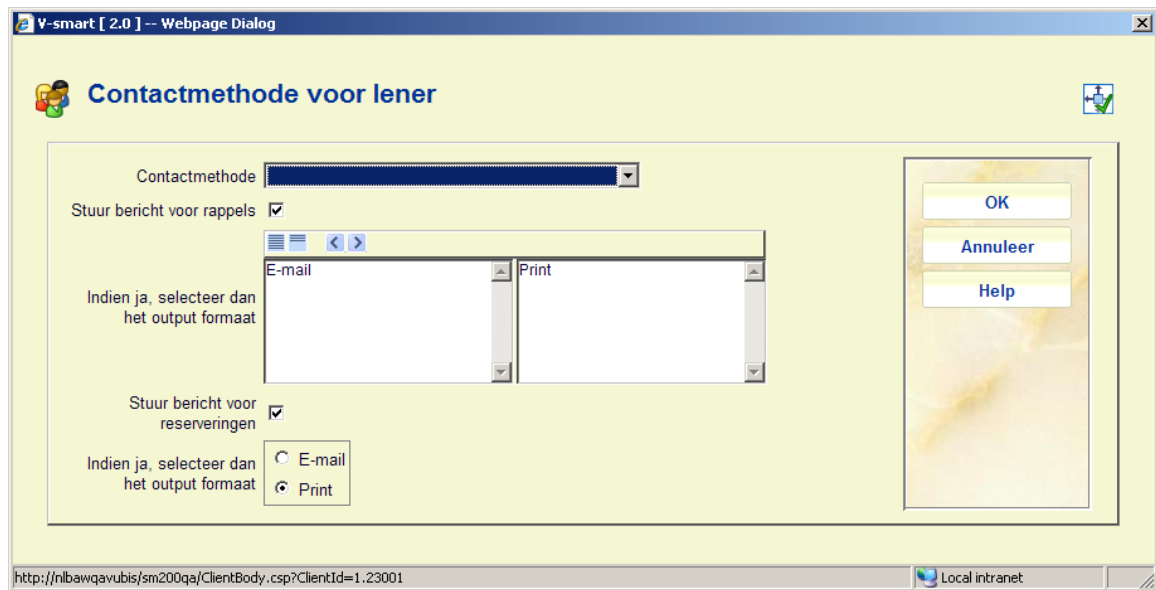 V-smart [ 2.0 ] -- Webpage Dialog
Contactmethode voor lener
Contactmethode
Stuur bericht voor rappels
E-mail
Print
Indien ja, selecteer dan
het output formaat
Stuur bericht voor
reserveringen
Indien ja, selecteer dan
het output formaat
E-mail
Print
OK
Annuleer
Help
http://nlbawqavubis/sm200qa/ClientBody.csp?ClientId=1.23001
Local intranet